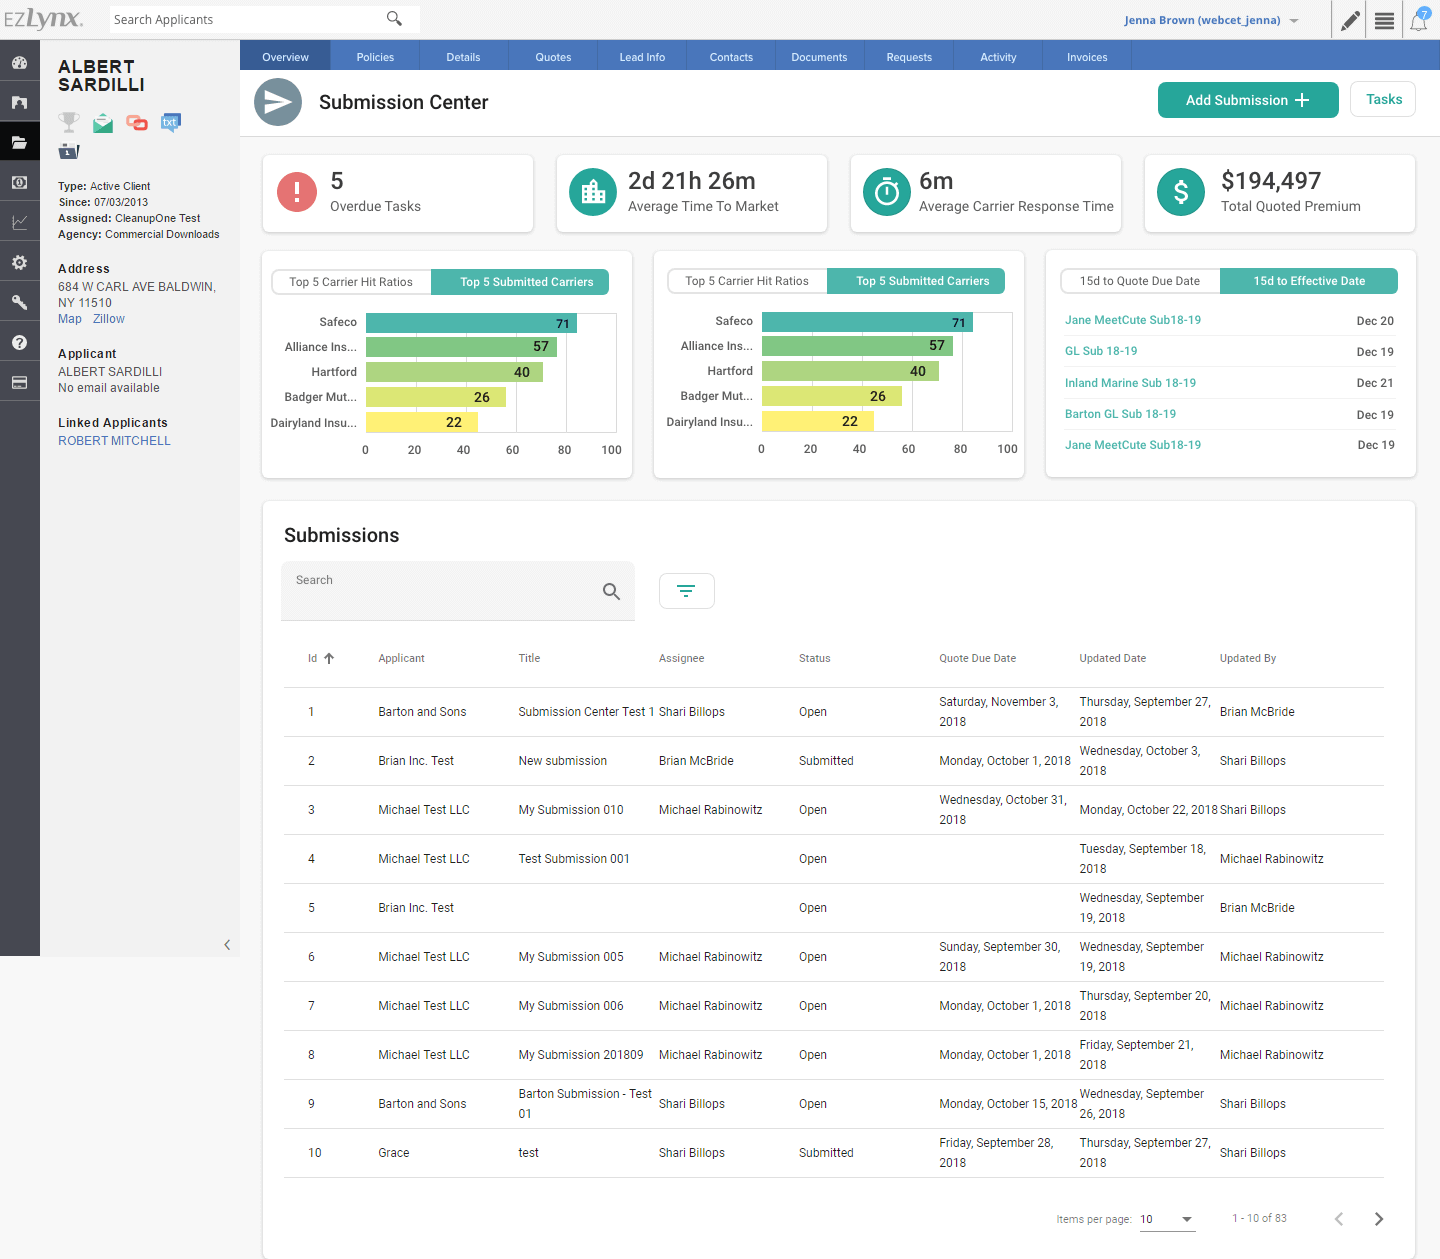 EZLynx.
Search Applicants
Jenna Brown (webcet_jenna)
7
ALBERT
SARDILLI
txt
1
Type: Active Client
Since: 07/03/2013
Assigned: CleanupOne Test
Agency: Commercial Downloads
Address
684 W CARL AVE BALDWIN,
NY 11510
Map Zillow
Applicant
ALBERT SARDILLI
No email available
Linked Applicants
ROBERT MITCHELL
Overview Policies Details Quotes Lead Info Contacts Documents Requests Activity Invoices
Submission Center
Add Submission +
Tasks
5
Overdue Tasks
2d 21h 26m
Average Time To Market
6m
Average Carrier Response Time
$
$194,497
Total Quoted Premium
Top 5 Carrier Hit Ratios Top 5 Submitted Carriers
Safeco 71
Alliance Ins... 57
Hartford 40
Badger Mut... 26
Dairyland Insu... 22
0 20 40 60 80 100
Top 5 Carrier Hit Ratios Top 5 Submitted Carriers
Safeco 71
Alliance Ins... 57
Hartford 40
Badger Mut... 26
Dairyland Insu... 22
0 20 40 60 80 100
15d to Quote Due Date 15d to Effective Date
Jane MeetCute Sub18-19 Dec 20
GL Sub 18-19 Dec 19
Inland Marine Sub 18-19 Dec 21
Barton GL Sub 18-19 Dec 19
Jane MeetCute Sub18-19 Dec 19
Submissions
Search
Id Applicant Title Assignee Status Quote Due Date Updated Date Updated By
1 Barton and Sons Submission Center Test 1 Shari Billops Open Saturday, November 3, 2018 Thursday, September 27, 2018 Brian McBride
2 Brian Inc. Test New submission Brian McBride Submitted Monday, October 1, 2018 Wednesday, October 3, 2018 Shari Billops
3 Michael Test LLC My Submission 010 Michael Rabinowitz Open Wednesday, October 31, 2018 Monday, October 22, 2018 Shari Billops
4 Michael Test LLC Test Submission 001 Open Tuesday, September 18, 2018 Michael Rabinowitz
5 Brian Inc. Test Open Wednesday, September 19, 2018 Brian McBride
6 Michael Test LLC My Submission 005 Michael Rabinowitz Open Sunday, September 30, 2018 Wednesday, September 19, 2018 Michael Rabinowitz
7 Michael Test LLC My Submission 006 Michael Rabinowitz Open Monday, October 1, 2018 Thursday, September 20, 2018 Michael Rabinowitz
8 Michael Test LLC My Submission 201809 Michael Rabinowitz Open Monday, October 1, 2018 Friday, September 21, 2018 Michael Rabinowitz
9 Barton and Sons Barton Submission - Test 01 Shari Billops Open Monday, October 15, 2018 Wednesday, September 26, 2018 Shari Billops
10 Grace test Shari Billops Submitted Friday, September 28, 2018 Thursday, September 27, 2018 Shari Billops
Items per page: 10 1 - 10 of 83